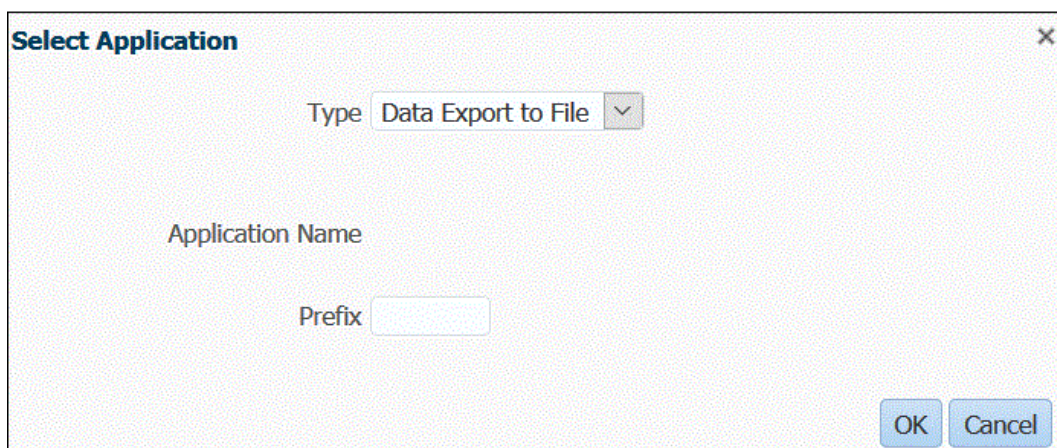 Select Application
Type Data Export to File
Application Name
Prefix
OK Cancel